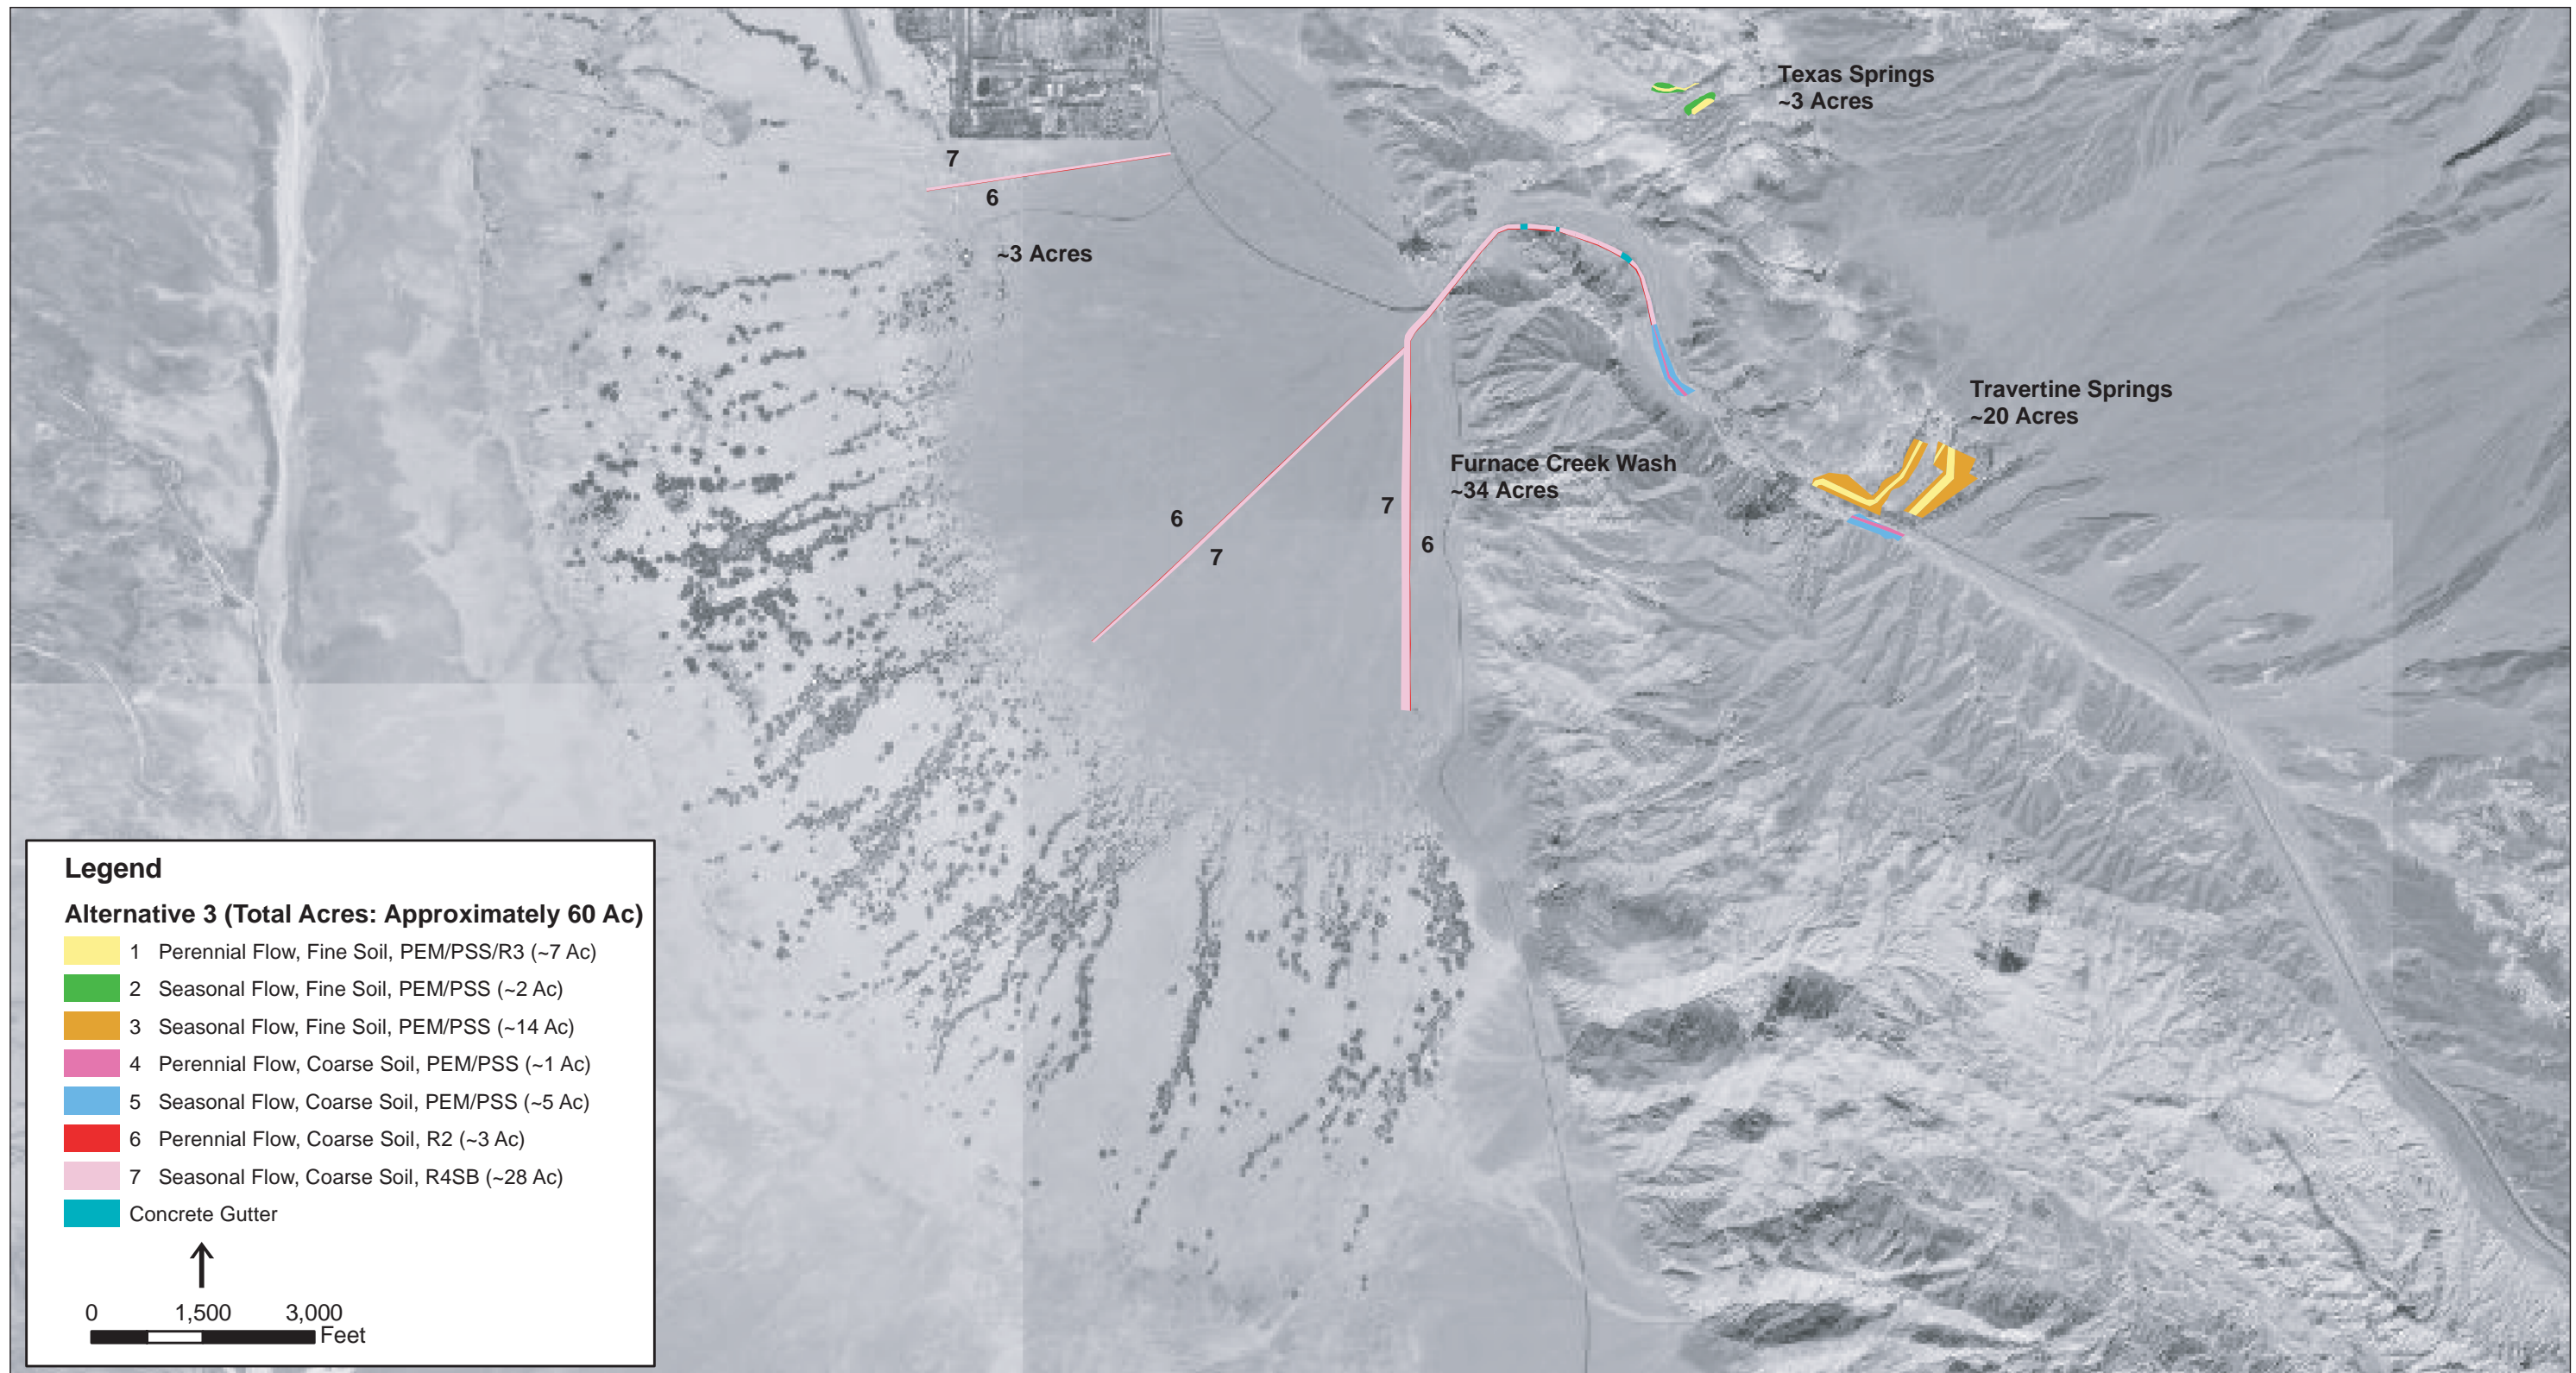 Texas Springs
~3 Acres
7
6
~3 Acres
Travertine Springs
~20 Acres
Furnace Creek Wash
~34 Acres
7
6
6
7
Legend
Alternative 3 (Total Acres: Approximately 60 Ac)
1 Perennial Flow, Fine Soil, PEM/PSS/R3 (~7 Ac)
2 Seasonal Flow, Fine Soil, PEM/PSS (~2 Ac)
3 Seasonal Flow, Fine Soil, PEM/PSS (~14 Ac)
4 Perennial Flow, Coarse Soil, PEM/PSS (~1 Ac)
5 Seasonal Flow, Coarse Soil, PEM/PSS (~5 Ac)
6 Perennial Flow, Coarse Soil, R2 (~3 Ac)
7 Seasonal Flow, Coarse Soil, R4SB (~28 Ac)
Concrete Gutter
0 1,500 3,000
Feet